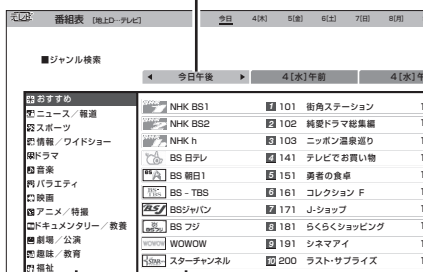 番組表 [地上D−テレビ] 今日 4[木] 5[金] 6[土] 7[日] 8[月]
■ジャンル検索
◀ 今日午後 ▶ 4[水]午前 4[水]午
おすすめ
ニュース／報道
スポーツ
情報／ワイドショー
ドラマ
音楽
バラエティ
映画
アニメ／特撮
ドキュメンタリー／教養
劇場／公演
趣味／教育
福祉
NHK BS1 1 101 街角ステーション
NHK BS2 2 102 純愛ドラマ総集編
NHK h 3 103 ニッポン温泉巡り
BS 日テレ 4 141 テレビでお買い物
BS 朝日1 5 151 勇者の食卓
BS-TBS BS − TBS 6 161 コレクション F
BSジャパン 7 171 J-ショップ
BS フジ 8 181 らくらくショッピング
WOWOW WOWOW 9 191 シネマアイ
スターチャンネル 10 200 ラスト・サプライズ